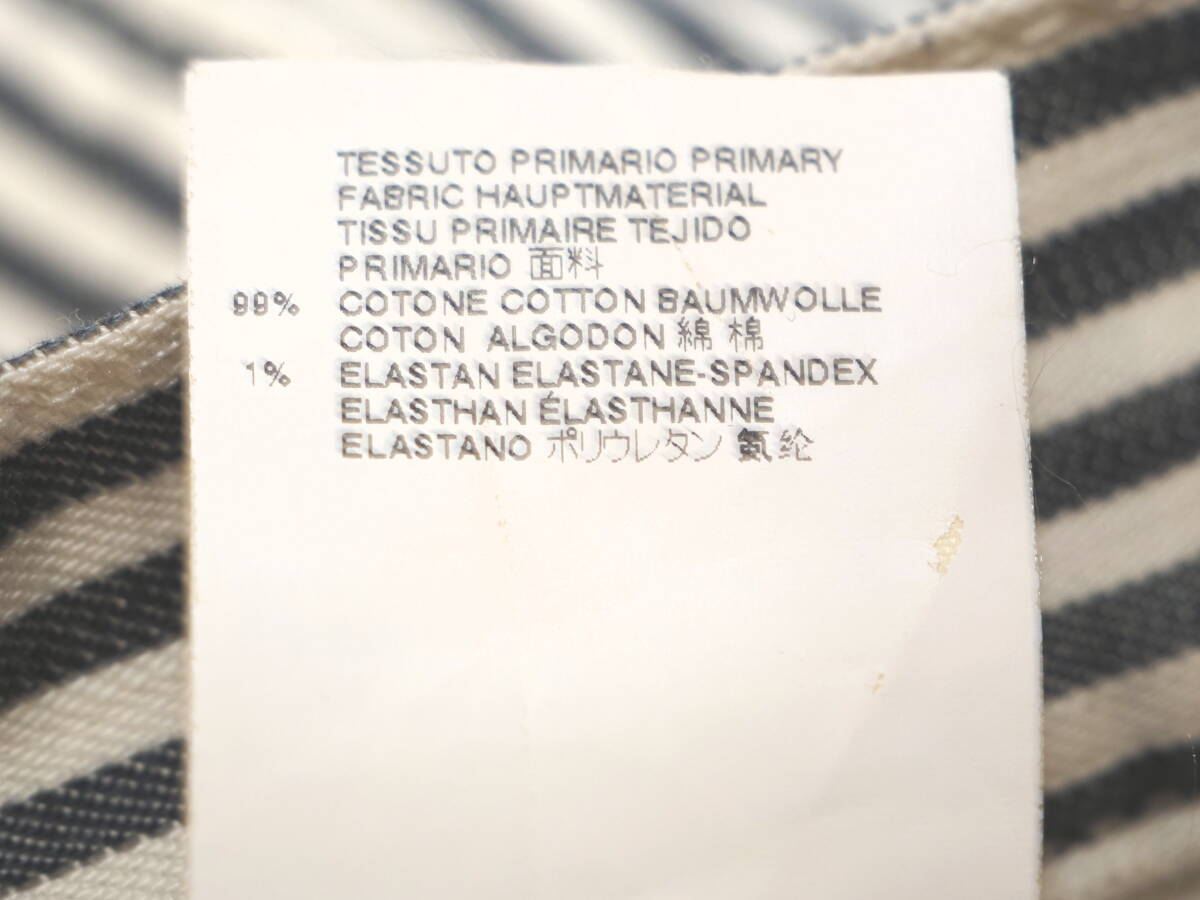 TESSUTO PRIMARIO PRIMARY
FABRIC HAUPTMATERIAL
TISSU PRIMAIRE TEJIDO
PRIMARIO 面料
99% COTONE COTTON BAUMWOLLE
COTON ALGODON 綿 棉
1% ELASTAN ELASTANE-SPANDEX
ELASTHAN ÉLASTHANNE
ELASTANO ポリウレタン 氨纶